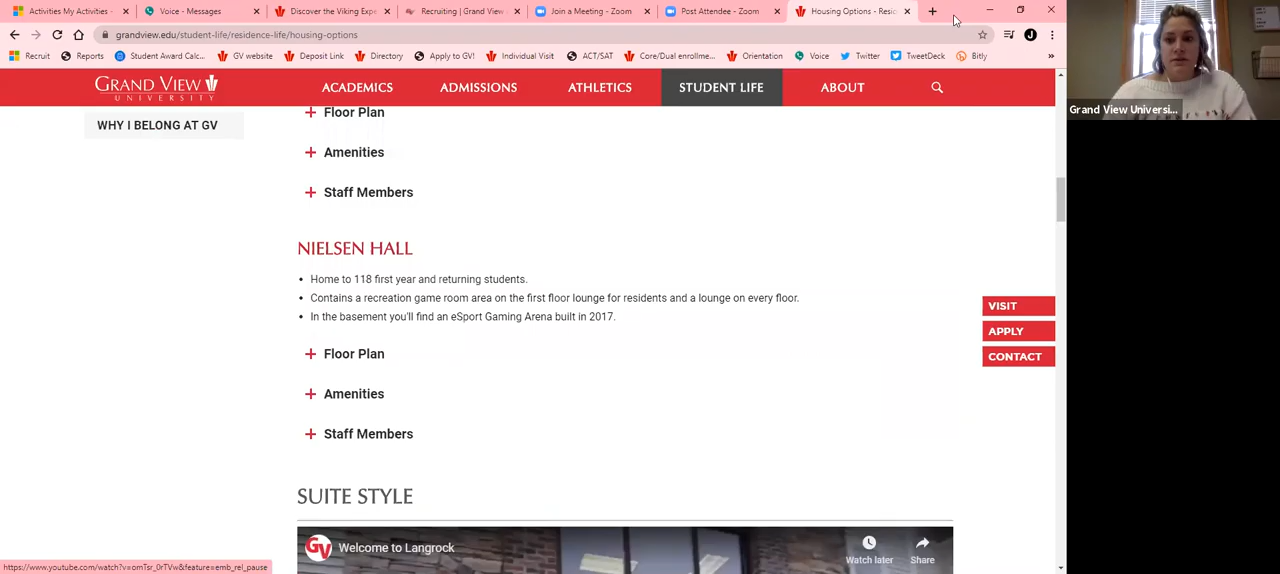 Activities My Activities -
Voice - Messages
Discover the Viking Expe
Recruiting | Grand View
Join a Meeting - Zoom
Post Attendee - Zoom
Housing Options - Resid
grandview.edu/student-life/residence-life/housing-options
J
Recruit
Reports
Student Award Calc...
GV website
Deposit Link
Directory
Apply to GV!
Individual Visit
ACT/SAT
Core/Dual enrollme...
Orientation
Voice
Twitter
TweetDeck
Bitly
»
GRAND VIEW
UNIVERSITY
ACADEMICS
ADMISSIONS
ATHLETICS
STUDENT LIFE
ABOUT
Grand View Universi...
WHY I BELONG AT GV
+ Floor Plan
+ Amenities
+ Staff Members
NIELSEN HALL
• Home to 118 first year and returning students.
• Contains a recreation game room area on the first floor lounge for residents and a lounge on every floor.
• In the basement you'll find an eSport Gaming Arena built in 2017.
VISIT
APPLY
CONTACT
+ Floor Plan
+ Amenities
+ Staff Members
SUITE STYLE
GV
Welcome to Langrock
Watch later
Share
https://www.youtube.com/watch?v=omTsr_0rTVw&feature=emb_rel_pause